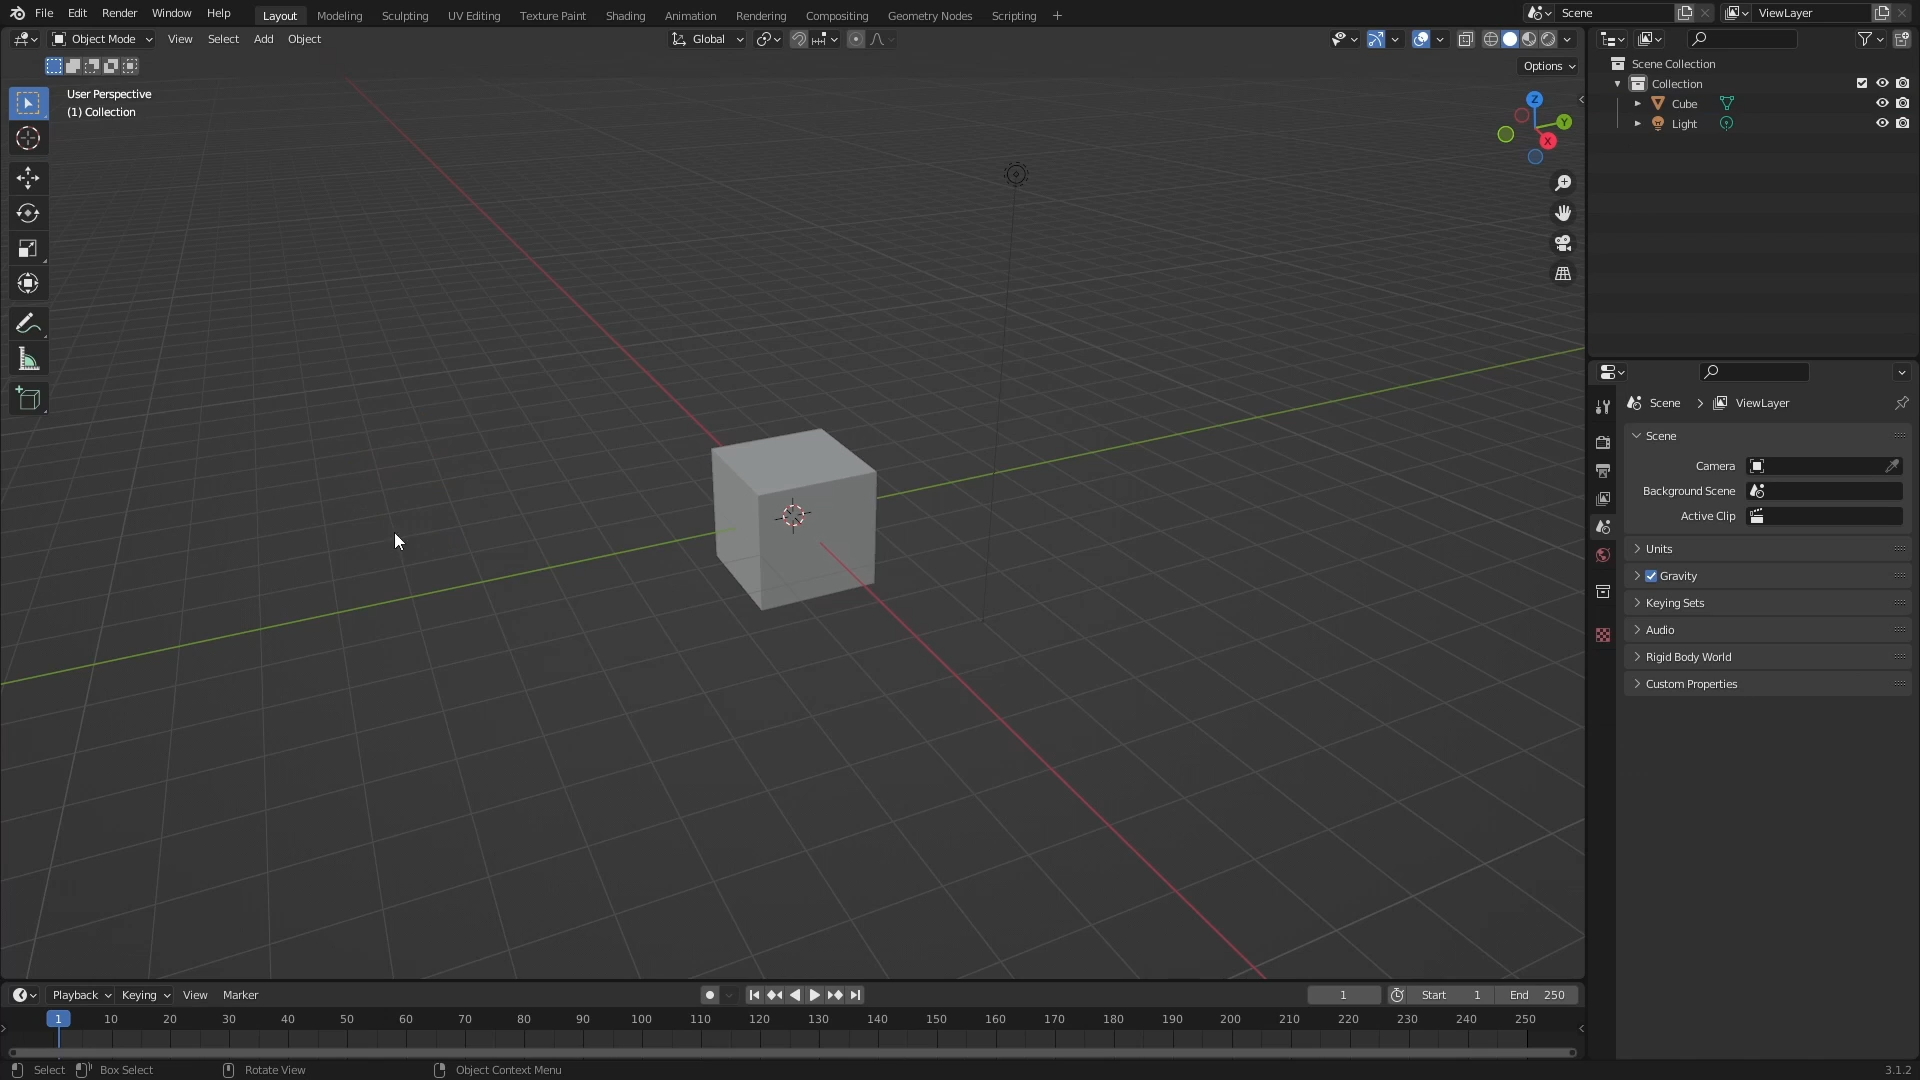 File Edit Render Window Help Layout Modeling Sculpting UV Editing Texture Paint Shading Animation Rendering Compositing Geometry Nodes Scripting + Scene ViewLayer
Object Mode View Select Add Object Global
Options
User Perspective
(1) Collection
Z
Y
X
Scene Collection
Collection
Cube
Light
Scene > ViewLayer
Scene
Camera
Background Scene
Active Clip
Units
Gravity
Keying Sets
Audio
Rigid Body World
Custom Properties
Playback Keying View Marker 1 Start 1 End 250
1 10 20 30 40 50 60 70 80 90 100 110 120 130 140 150 160 170 180 190 200 210 220 230 240 250
Select Box Select Rotate View Object Context Menu 3.1.2